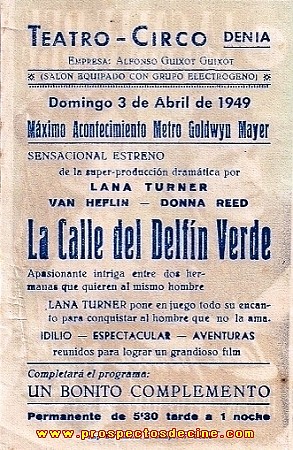 TEATRO - CIRCO DENIA
EMPRESA: ALFONSO GUIXOT GUIXOT
(SALON EQUIPADO CON GRUPO ELECTROGENO)
Domingo 3 de Abril de 1949
Máximo Acontecimiento Metro Goldwyn Mayer
SENSACIONAL ESTRENO
de la super-producción dramática por
LANA TURNER
VAN HEFLIN — DONNA REED
La Calle del Delfín Verde
Apasionante intriga entre dos her-
manas que quieren al mismo hombre
LANA TURNER pone en juego todo su encan-
to para conquistar al hombre que no la ama.
IDILIO — ESPECTACULAR — AVENTURAS
reunidos para lograr un grandioso film
Completará el programa:
UN BONITO COMPLEMENTO
Permanente de 5'30 tarde a 1 noche
www.prospectosdecine.com